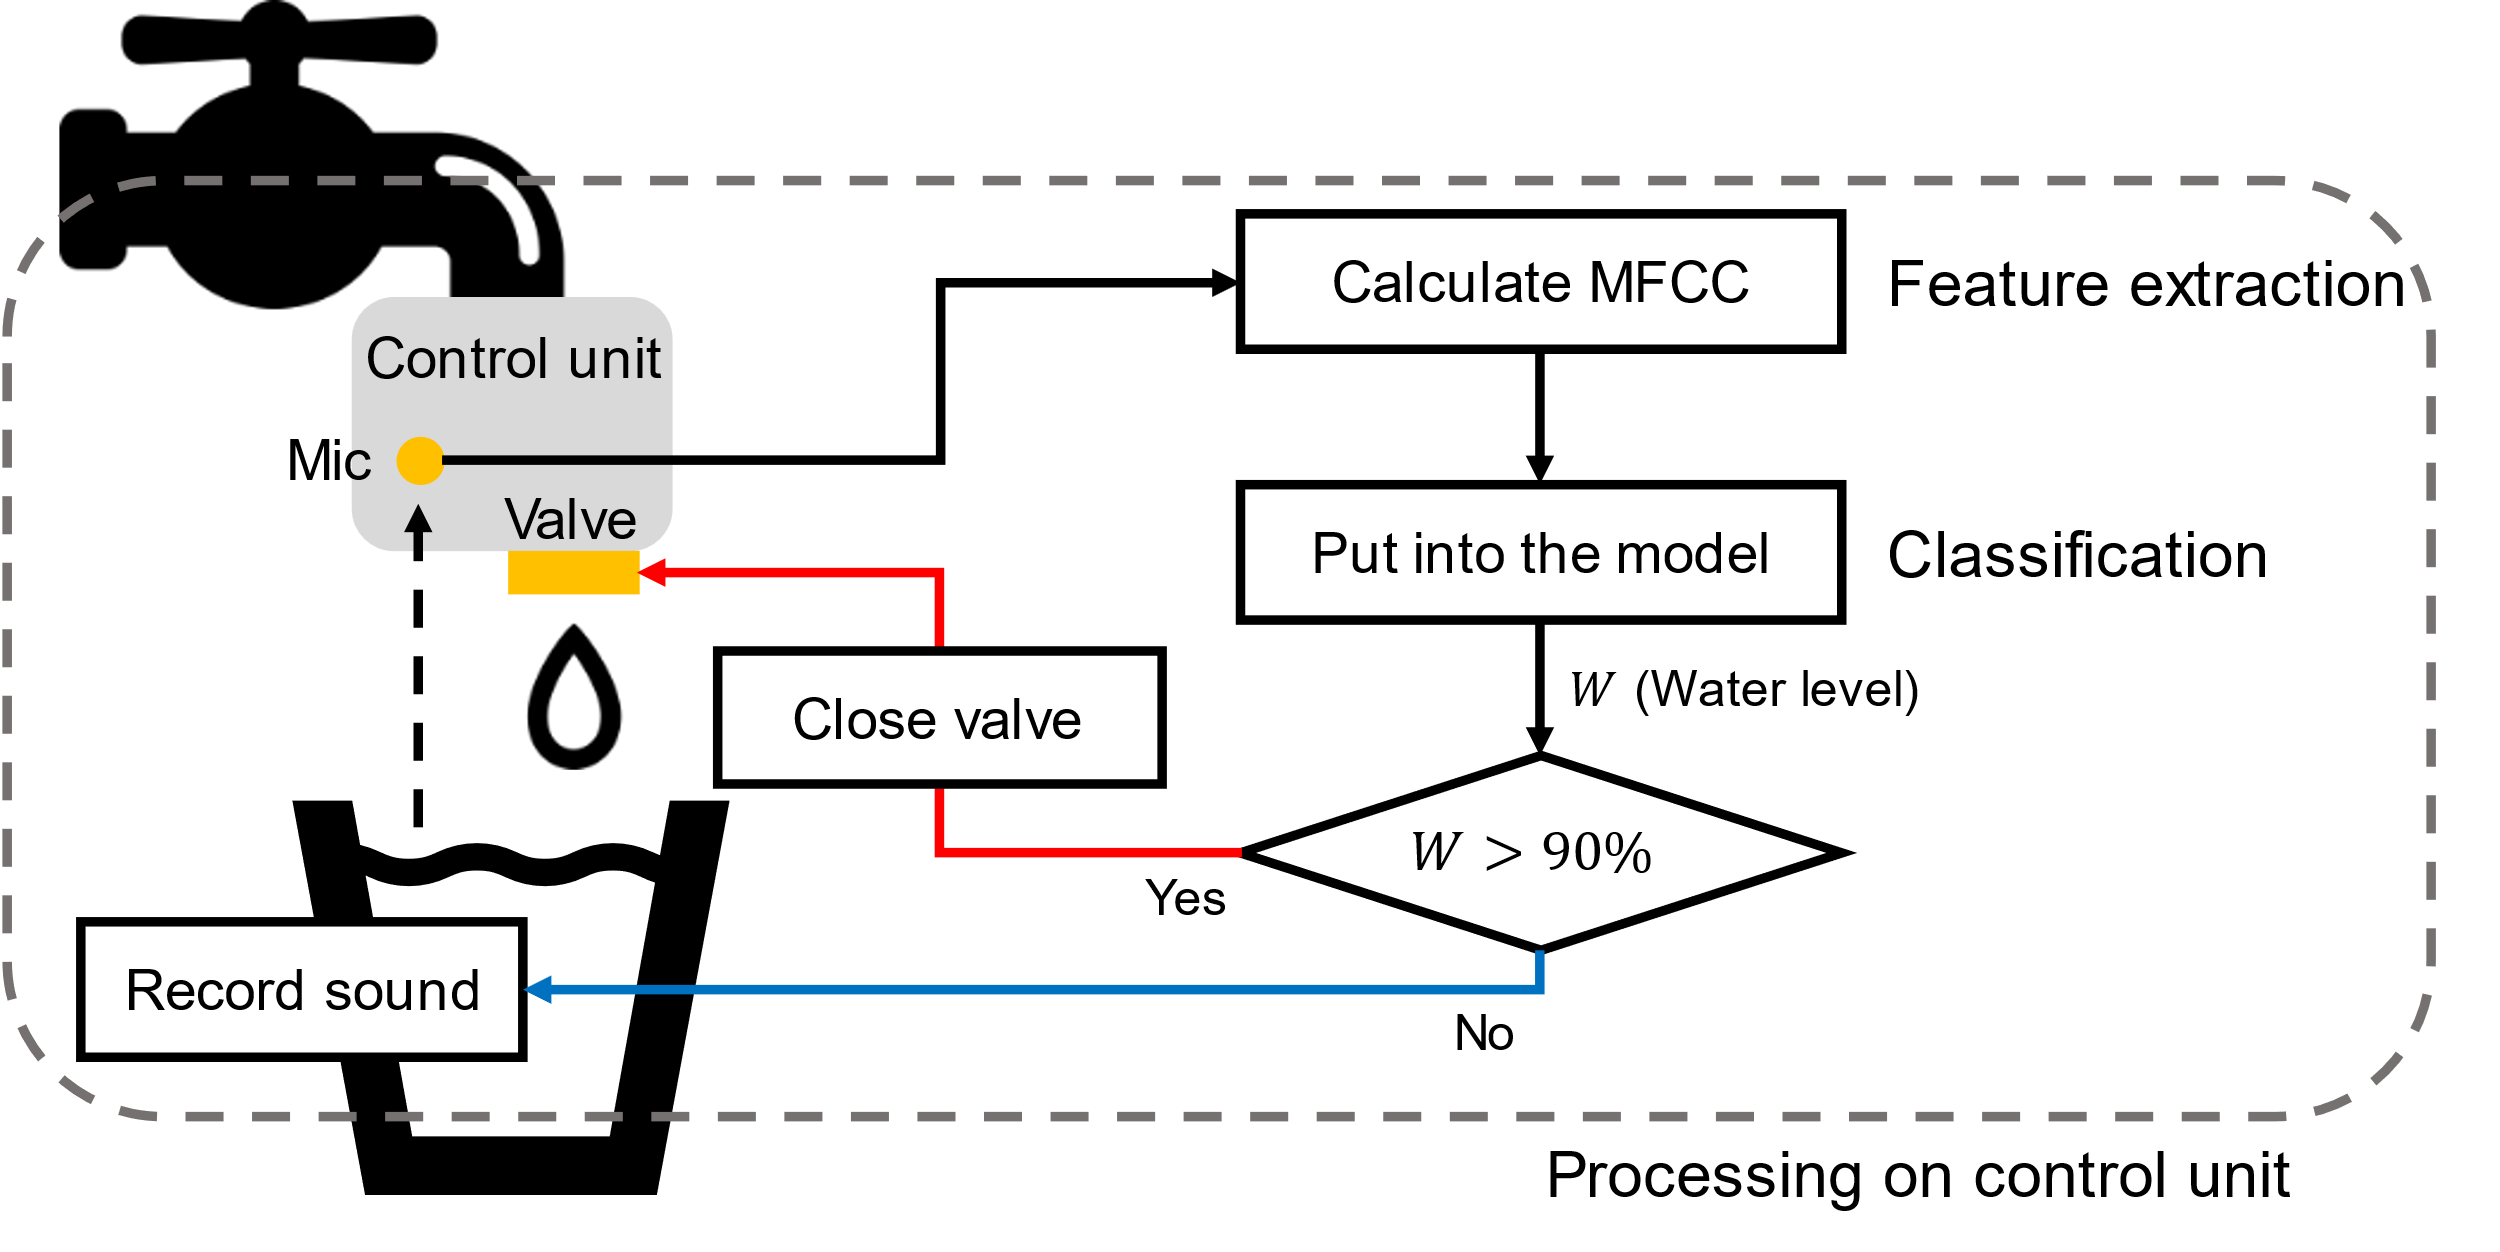 Calculate MFCC
Feature extraction
Control unit
Mic
Valve
Put into the model
Classification
W (Water level)
Close valve
W > 90%
Yes
Record sound
No
Processing on control unit